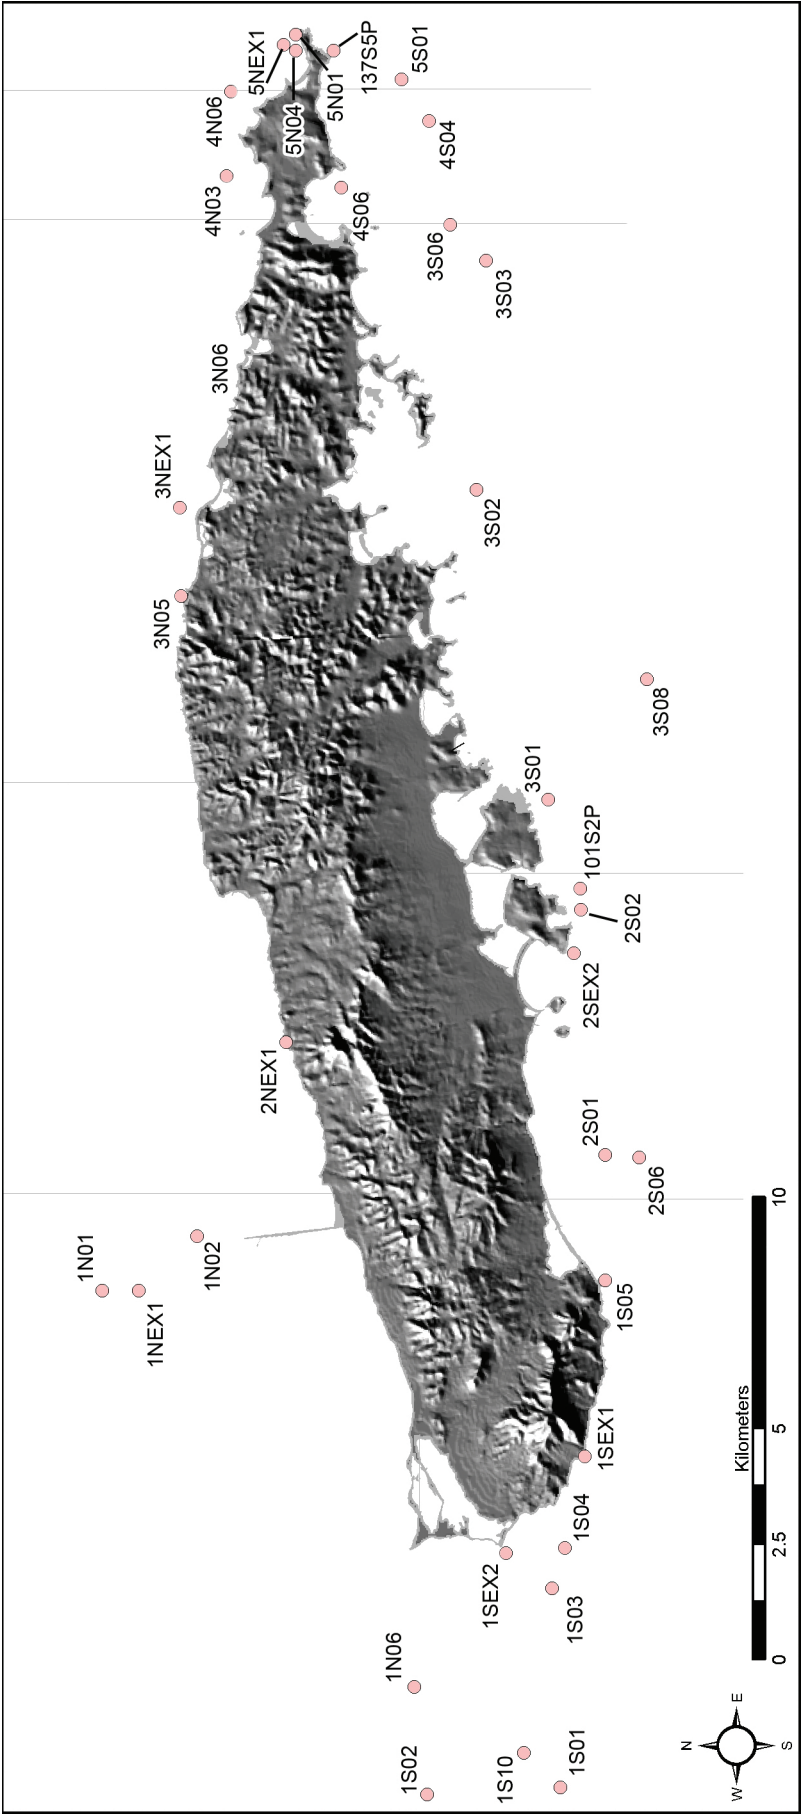 1N01
1NEX1
1N02
1N06
1S02
1S10
1S01
1SEX2
1S03
1S04
1SEX1
1S05
2NEX1
2S01
2S06
2SEX2
2S02
101S2P
3S01
3S08
3N05
3NEX1
3N06
3S02
3S03
3S06
4N03
4N06
4S06
4S04
5NEX1
5N04
5N01
137S5P
5S01
N
W
E
S
Kilometers
0
2.5
5
10